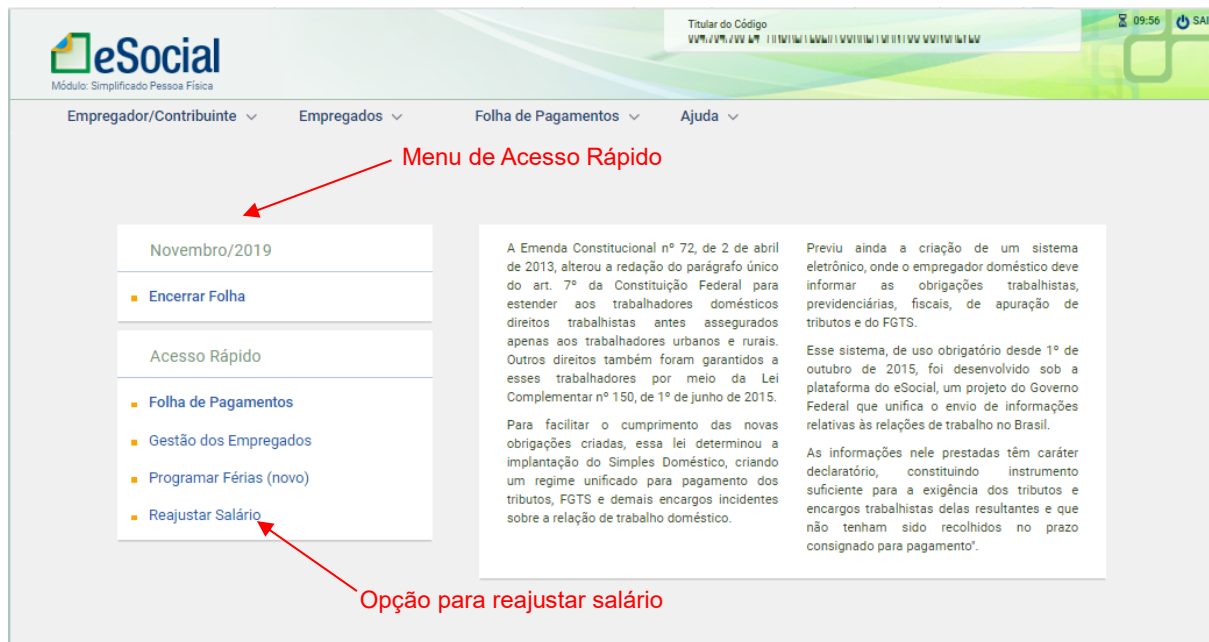 eSocial
Módulo: Simplificado Pessoa Física
Titular do Código
09:56 SAI
Empregador/Contribuinte
Empregados
Folha de Pagamentos
Ajuda
Menu de Acesso Rápido
Novembro/2019
Encerrar Folha
Acesso Rápido
Folha de Pagamentos
Gestão dos Empregados
Programar Férias (novo)
Reajustar Salário
A Emenda Constitucional nº 72, de 2 de abril
de 2013, alterou a redação do parágrafo único
do art. 7º da Constituição Federal para
estender aos trabalhadores domésticos
direitos trabalhistas antes assegurados
apenas aos trabalhadores urbanos e rurais.
Outros direitos também foram garantidos a
esses trabalhadores por meio da Lei
Complementar nº 150, de 1º de junho de 2015.
Para facilitar o cumprimento das novas
obrigações criadas, essa lei determinou a
implantação do Simples Doméstico, criando
um regime unificado para pagamento dos
tributos, FGTS e demais encargos incidentes
sobre a relação de trabalho doméstico.
Previu ainda a criação de um sistema
eletrônico, onde o empregador doméstico deve
informar as obrigações trabalhistas,
previdenciárias, fiscais, de apuração de
tributos e do FGTS.
Esse sistema, de uso obrigatório desde 1º de
outubro de 2015, foi desenvolvido sob a
plataforma do eSocial, um projeto do Governo
Federal que unifica o envio de informações
relativas às relações de trabalho no Brasil.
As informações nele prestadas têm caráter
declaratório, constituindo instrumento
suficiente para a exigência dos tributos e
encargos trabalhistas delas resultantes e que
não tenham sido recolhidos no prazo
consignado para pagamento".
Opção para reajustar salário